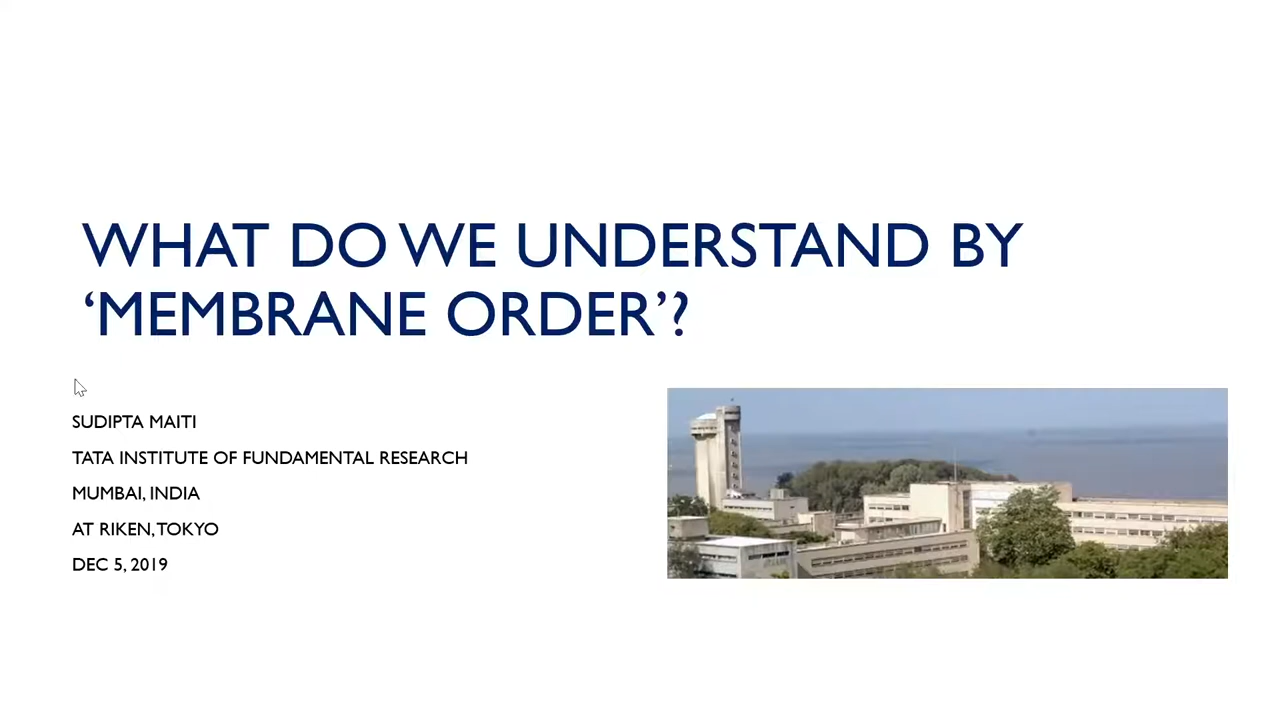 WHAT DO WE UNDERSTAND BY
‘MEMBRANE ORDER’?
SUDIPTA MAITI
TATA INSTITUTE OF FUNDAMENTAL RESEARCH
MUMBAI, INDIA
AT RIKEN, TOKYO
DEC 5, 2019